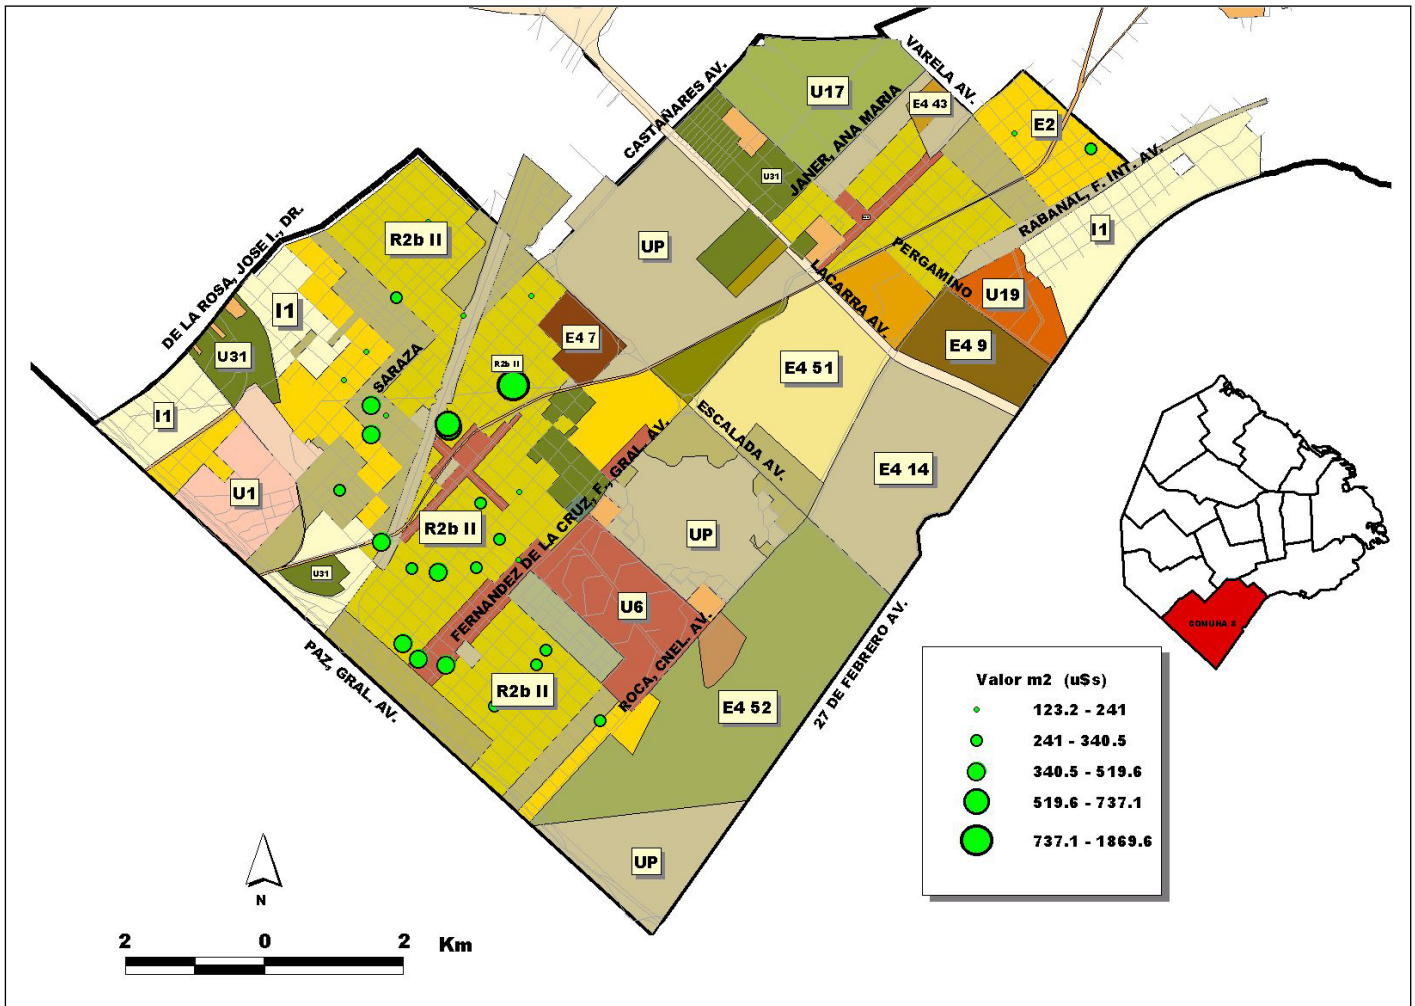 VARELA AV.
CASTAÑARES AV.
U17
E4 43
E2
JANER, ANA MARIA
U31
RABANAL, F. INT. AV.
DE LA ROSA, JOSE I., DR.
R2b II
UP
I1
PERGAMINO
I1
LACARRA AV.
U19
U31
SARAZA
E4 7
E4 9
R2b II
E4 51
I1
ESCALADA AV.
E4 14
U1
FERNANDEZ DE LA CRUZ, F., GRAL. AV.
R2b II
UP
U31
U6
PAZ, GRAL. AV.
R2b II
ROCA, CNEL. AV.
E4 52
27 DE FEBRERO AV.
UP
COMUNA 8
Valor m2 (u$s)
123.2 - 241
241 - 340.5
340.5 - 519.6
519.6 - 737.1
737.1 - 1869.6
N
2 0 2 Km